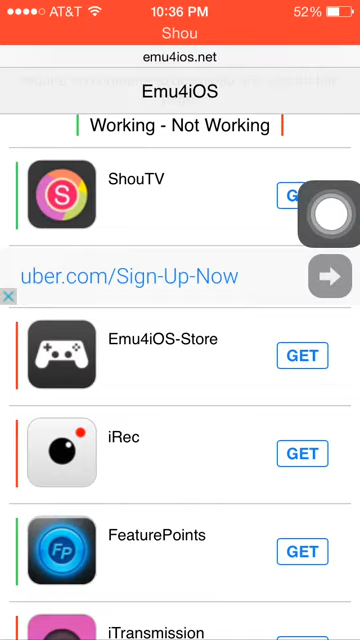 AT&T 10:36 PM 52%
Shou
emu4ios.net
Emu4iOS
Working - Not Working
S
ShouTV
uber.com/Sign-Up-Now
Emu4iOS-Store
GET
iRec
GET
FP
FeaturePoints
GET
iTransmission